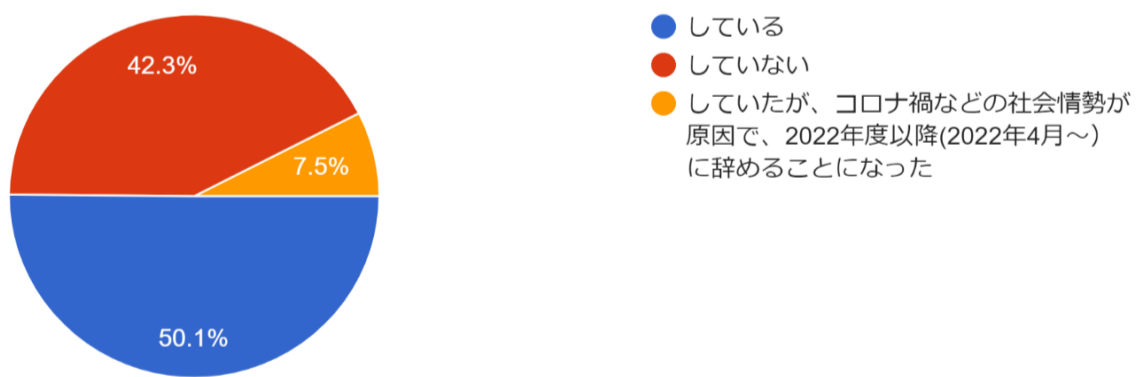 42.3%
7.5%
50.1%
している
していない
していたが、コロナ禍などの社会情勢が
原因で、2022年度以降(2022年4月～）
に辞めることになった